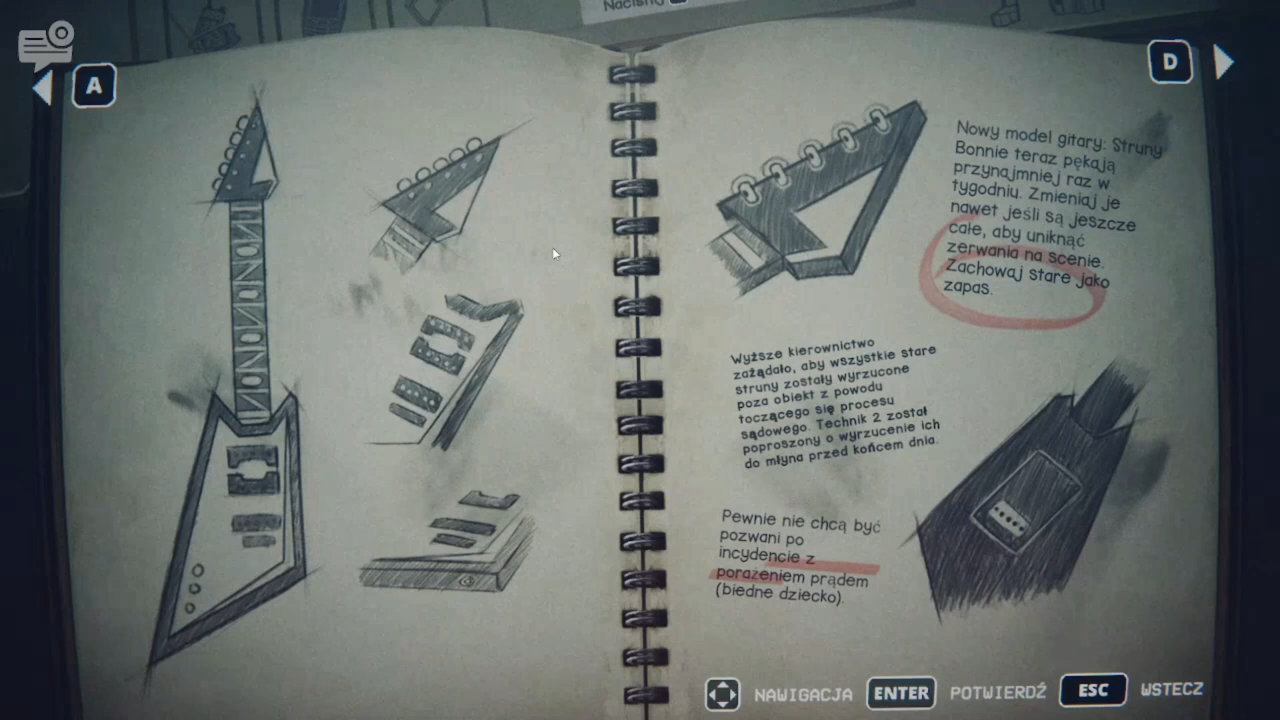 Naciśnij
A
D
Nowy model gitary: Struny
Bonnie teraz pękają
przynajmniej raz w
tygodniu. Zmieniaj je
nawet jeśli są jeszcze
całe, aby uniknąć
zerwania na scenie.
Zachowaj stare jako
zapas.
Wyższe kierownictwo
zażądało, aby wszystkie stare
struny zostały wyrzucone
poza obiekt z powodu
toczącego się procesu
sądowego. Technik 2 został
poproszony o wyrzucenie ich
do młyna przed końcem dnia.
Pewnie nie chcą być
pozwani po
incydencie z
porażeniem prądem
(biedne dziecko).
NAWIGACJA ENTER POTWIERDŹ ESC WSTECZ